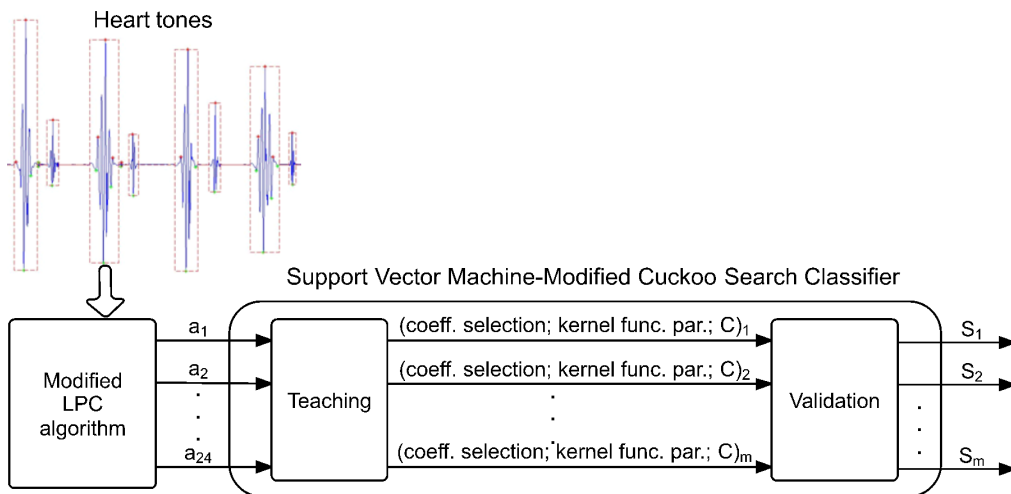 Heart tones
Support Vector Machine-Modified Cuckoo Search Classifier
Modified
LPC
algorithm
a1
a2
a24
Teaching
(coeff. selection; kernel func. par.; C)1
(coeff. selection; kernel func. par.; C)2
(coeff. selection; kernel func. par.; C)m
Validation
S1
S2
Sm